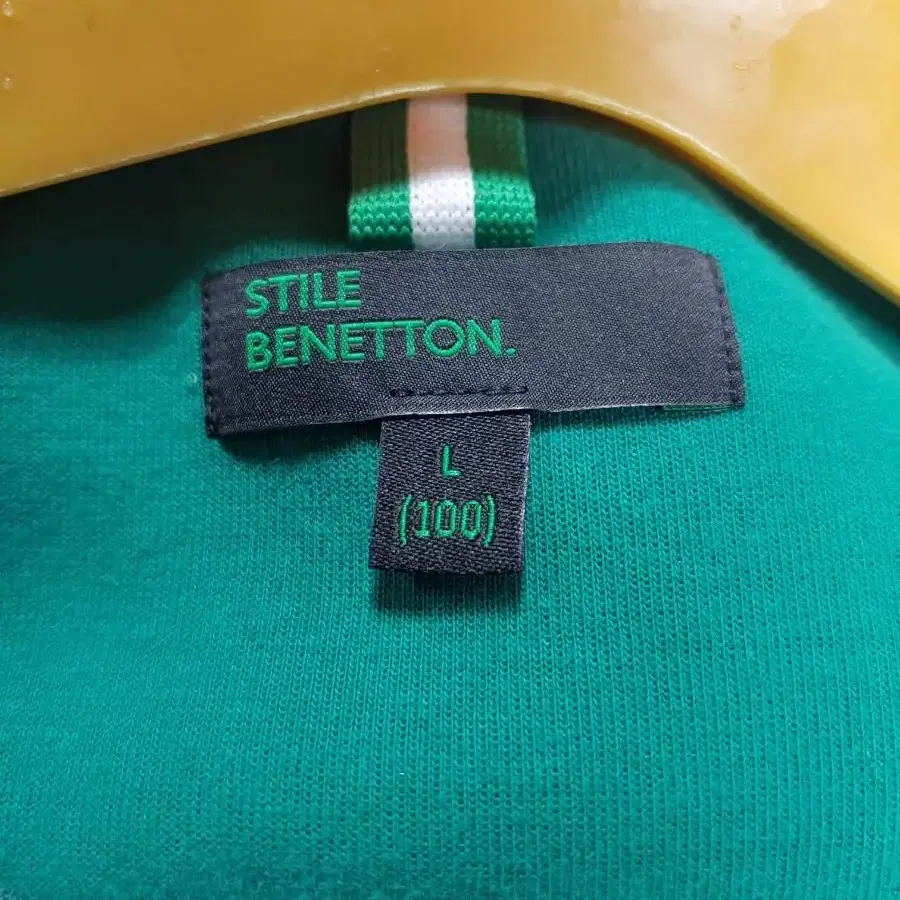 STILE
BENETTON.
L
(100)